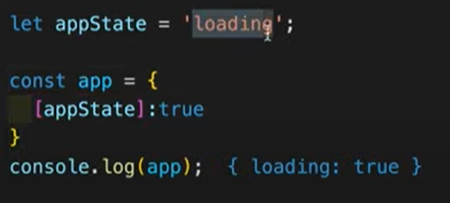 let appState = 'loading';
const app = {
[appState]:true
}
console.log(app); { loading: true }